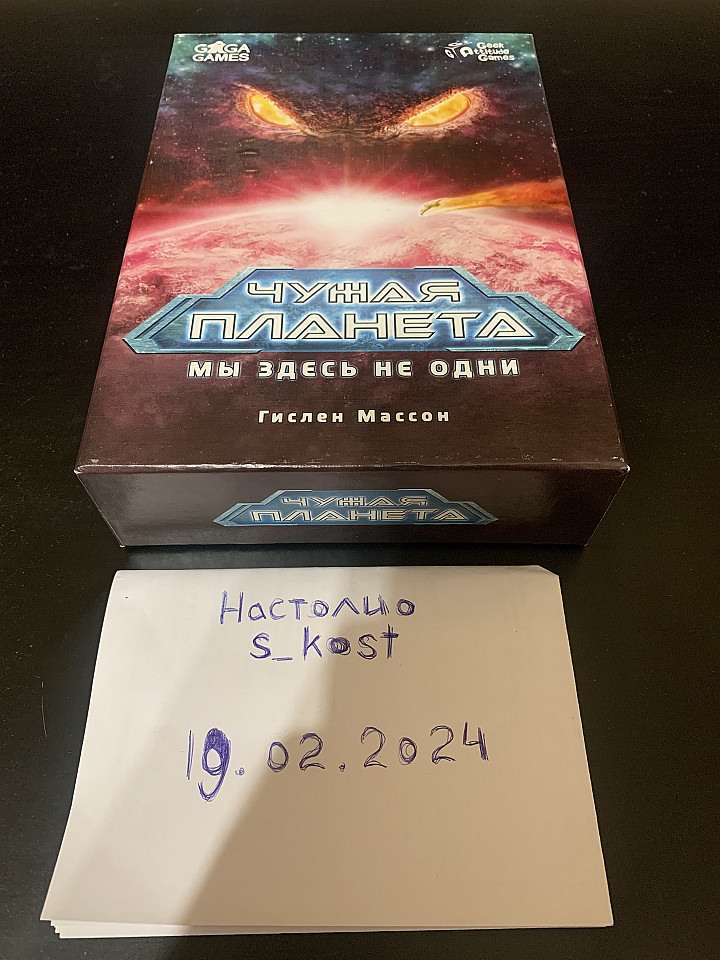 GAGA
GAMES
Geek
Attitude
Games
ЧУЖАЯ
ПЛАНЕТА
МЫ ЗДЕСЬ НЕ ОДНИ
Гислен Массон
ЧУЖАЯ
ПЛАНЕТА
Настолио
s_kost
19.02.2024